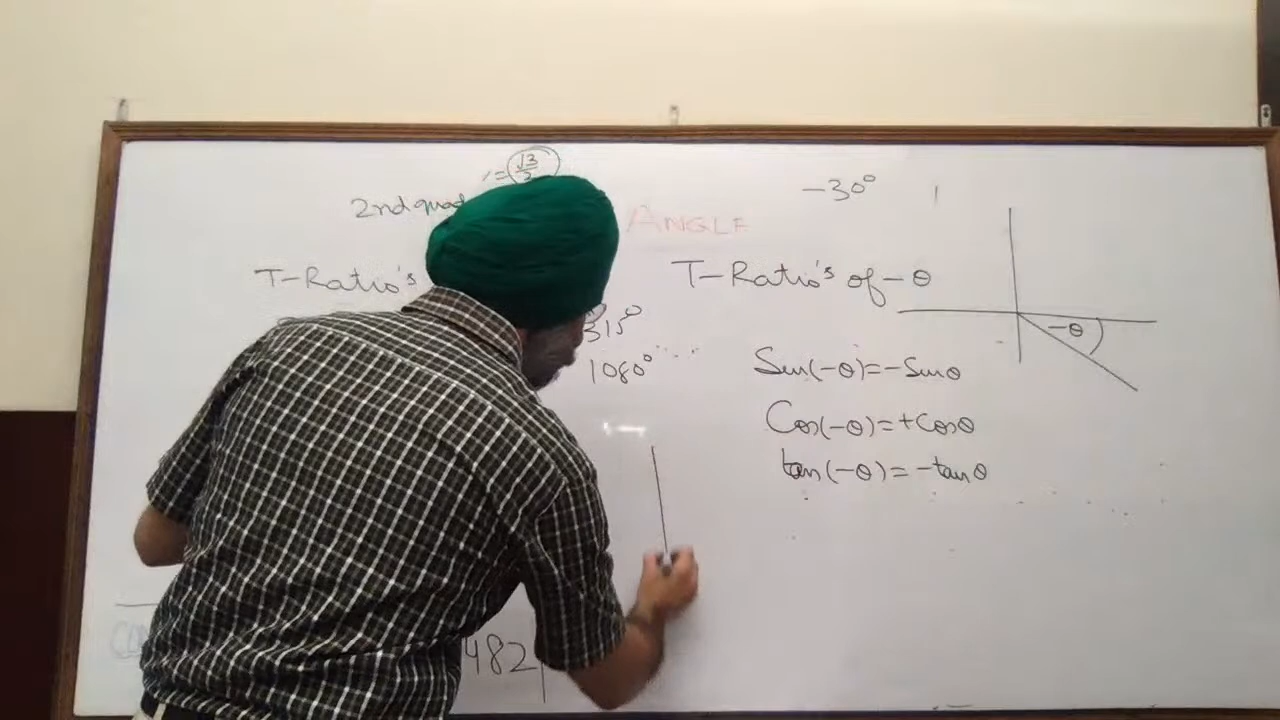 = √3/2
2nd quad
ANGLE
-30°
T-Ratio's
T-Ratio's of -θ
315°
1080°
-θ
Sin(-θ)=-Sinθ
Cos(-θ)=+Cosθ
tan(-θ)=-tanθ
482